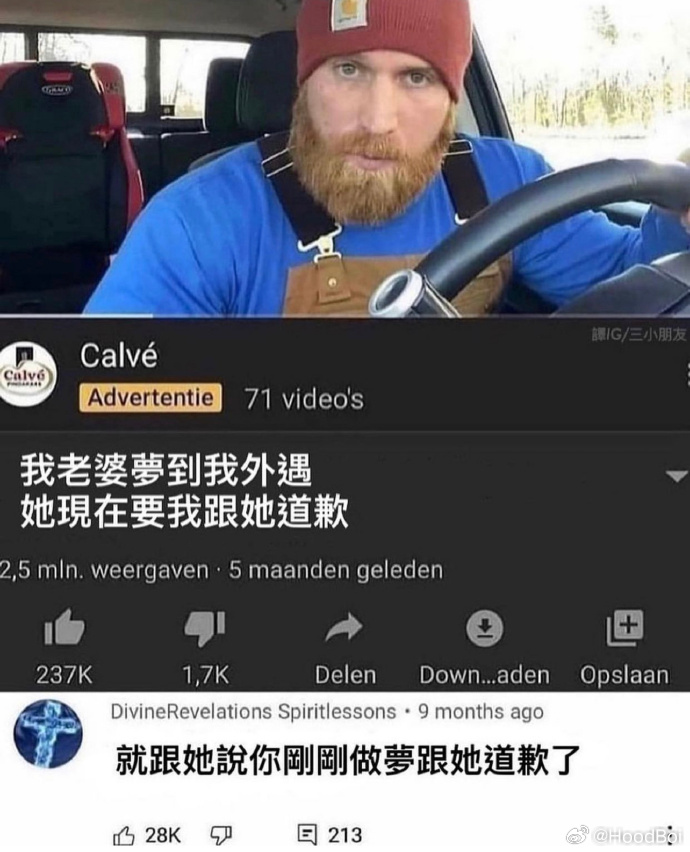 carhartt
GRACO
譯IG/三小朋友
Calvé
PINDAKAAS
Calvé
Advertentie 71 video's
我老婆夢到我外遇
她現在要我跟她道歉
2,5 mln. weergaven · 5 maanden geleden
237K 1,7K Delen Down...aden Opslaan
DivineRevelations Spiritlessons • 9 months ago
就跟她說你剛剛做夢跟她道歉了
28K 213
@HoodBoi